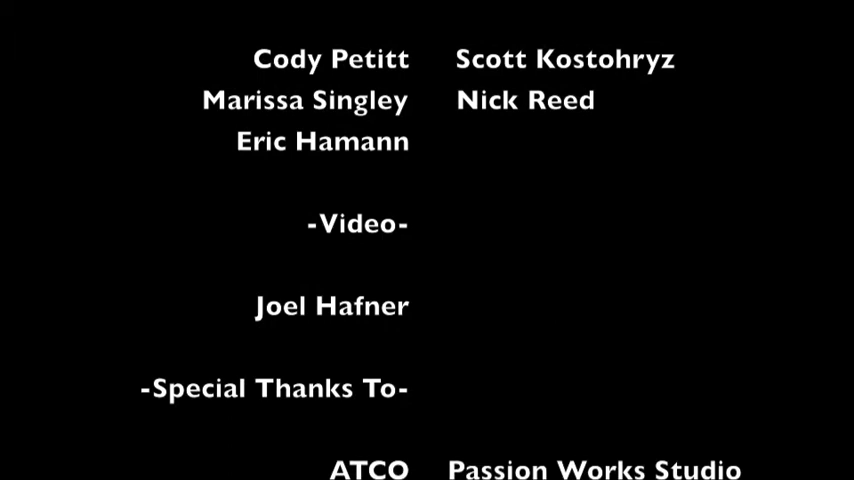 Cody Petitt Scott Kostohryz
Marissa Singley Nick Reed
Eric Hamann
-Video-
Joel Hafner
-Special Thanks To-
ATCO Passion Works Studio